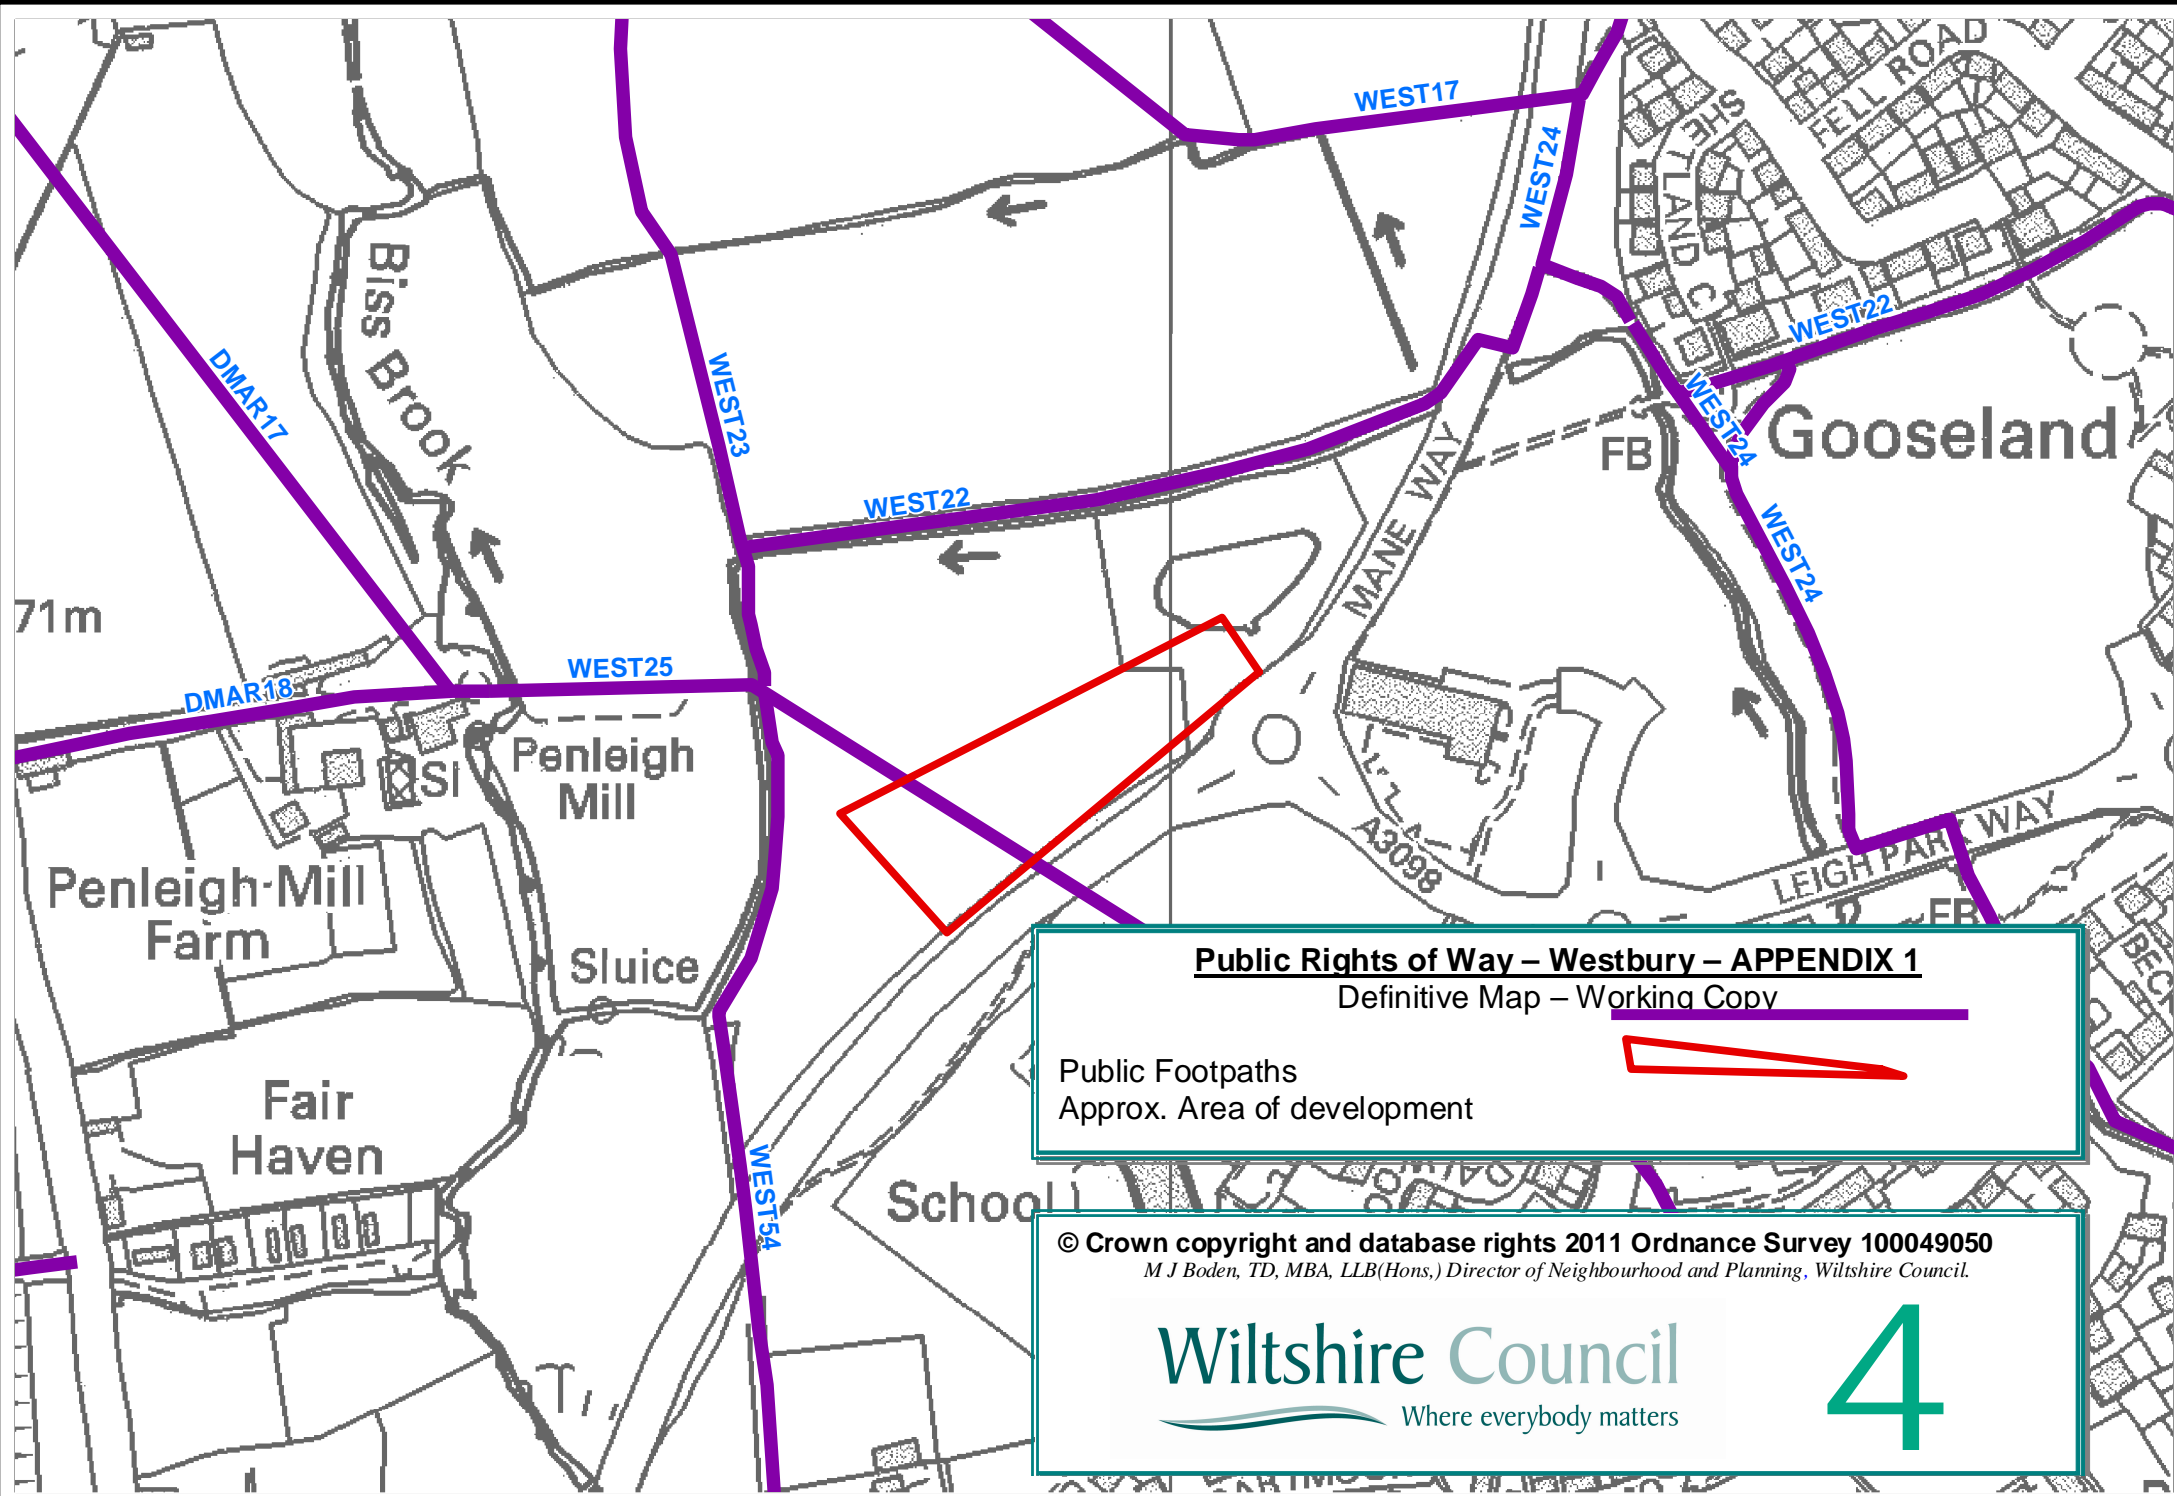 FELL ROAD
SHETLAND C
WEST17
WEST24
WEST22
Biss Brook
DMAR17
WEST23
WEST24
Gooseland
FB
MANE WAY
WEST22
WEST24
71m
WEST25
DMAR18
Penleigh
Mill
SI
A3098
LEIGH PARK WAY
FB
Penleigh-Mill
Farm
Sluice
BECK
Fair
Haven
School
WEST54
Public Rights of Way – Westbury – APPENDIX 1
Definitive Map – Working Copy
Public Footpaths
Approx. Area of development
© Crown copyright and database rights 2011 Ordnance Survey 100049050
M J Boden, TD, MBA, LLB(Hons,) Director of Neighbourhood and Planning, Wiltshire Council.
Wiltshire Council
Where everybody matters
4